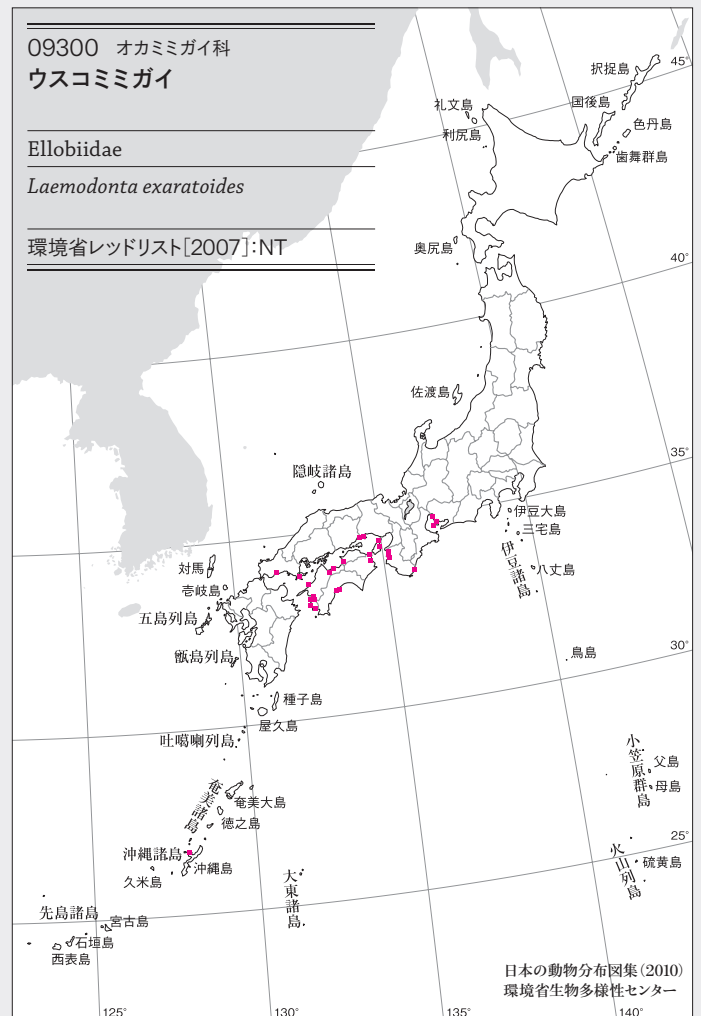 09300 オカミミガイ科
ウスコミミガイ
Ellobiidae
Laemodonta exaratoides
環境省レッドリスト[2007]:NT
択捉島
45°
国後島
礼文島
色丹島
利尻島
歯舞群島
奥尻島
40°
佐渡島
35°
隠岐諸島
伊豆大島
三宅島
伊豆諸島
八丈島
対馬
壱岐島
五島列島
甑島列島
鳥島
30°
種子島
屋久島
吐噶喇列島
小笠原群島
父島
母島
奄美諸島
奄美大島
徳之島
25°
沖縄諸島
沖縄島
久米島
火山列島
硫黄島
大東諸島
先島諸島
宮古島
石垣島
西表島
日本の動物分布図集(2010)
環境省生物多様性センター
125°
130°
135°
140°